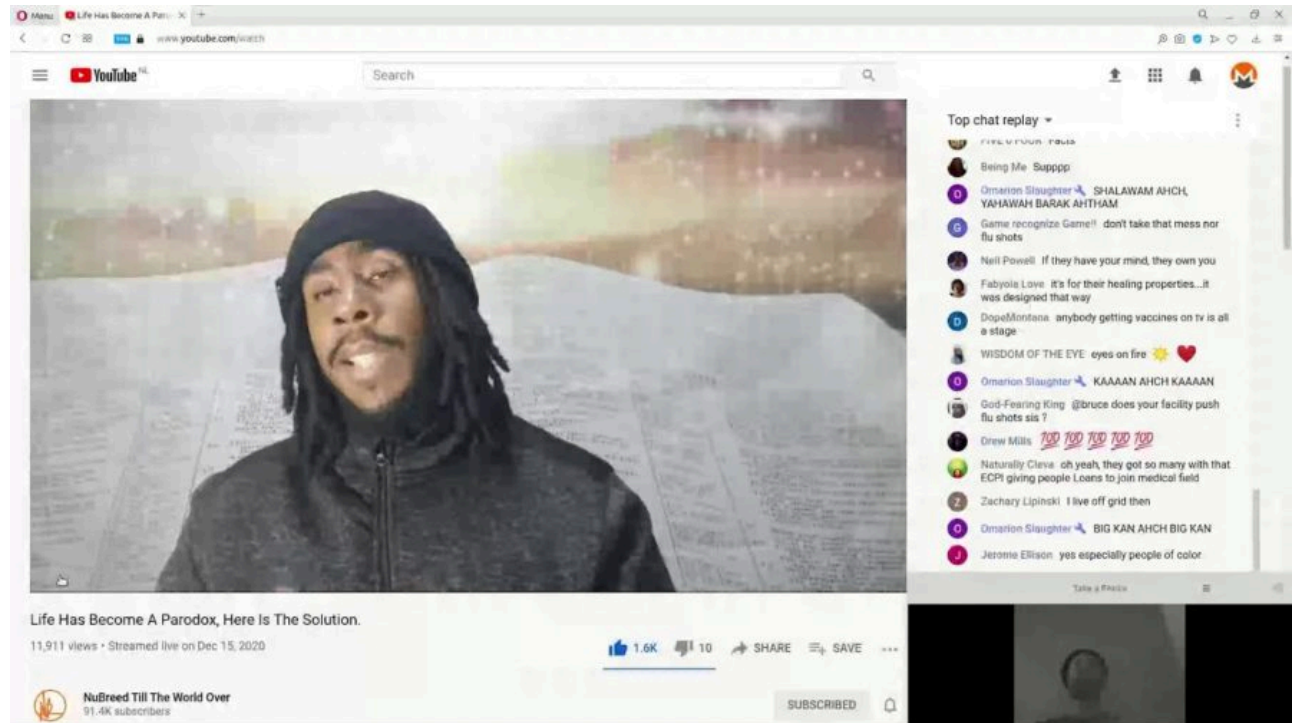 Menu
Life Has Become A Par
www.youtube.com/watch
YouTube NL
Search
Top chat replay
FIVE 0 FOUR Facts
Being Me Supppp
Omarion Slaughter SHALAWAM AHCH,
YAHAWAH BARAK AHTHAM
Game recognize Game!! don't take that mess nor
flu shots
Neil Powell If they have your mind, they own you
Fabyola Love it's for their healing properties...it
was designed that way
DopeMontana anybody getting vaccines on tv is all
a stage
WISDOM OF THE EYE eyes on fire
Omarion Slaughter KAAAAN AHCH KAAAAN
God-Fearing King @bruce does your facility push
flu shots sis ?
Drew Mills 💯 💯 💯 💯 💯
Naturally Cleva oh yeah, they got so many with that
ECPI giving people Loans to join medical field
Zachary Lipinski I live off grid then
Omarion Slaughter BIG KAN AHCH BIG KAN
Jerome Ellison yes especially people of color
Take a Photo
Life Has Become A Parodox, Here Is The Solution.
11,911 views • Streamed live on Dec 15, 2020
1.6K 10 SHARE SAVE
NuBreed Till The World Over
91.4K subscribers
SUBSCRIBED